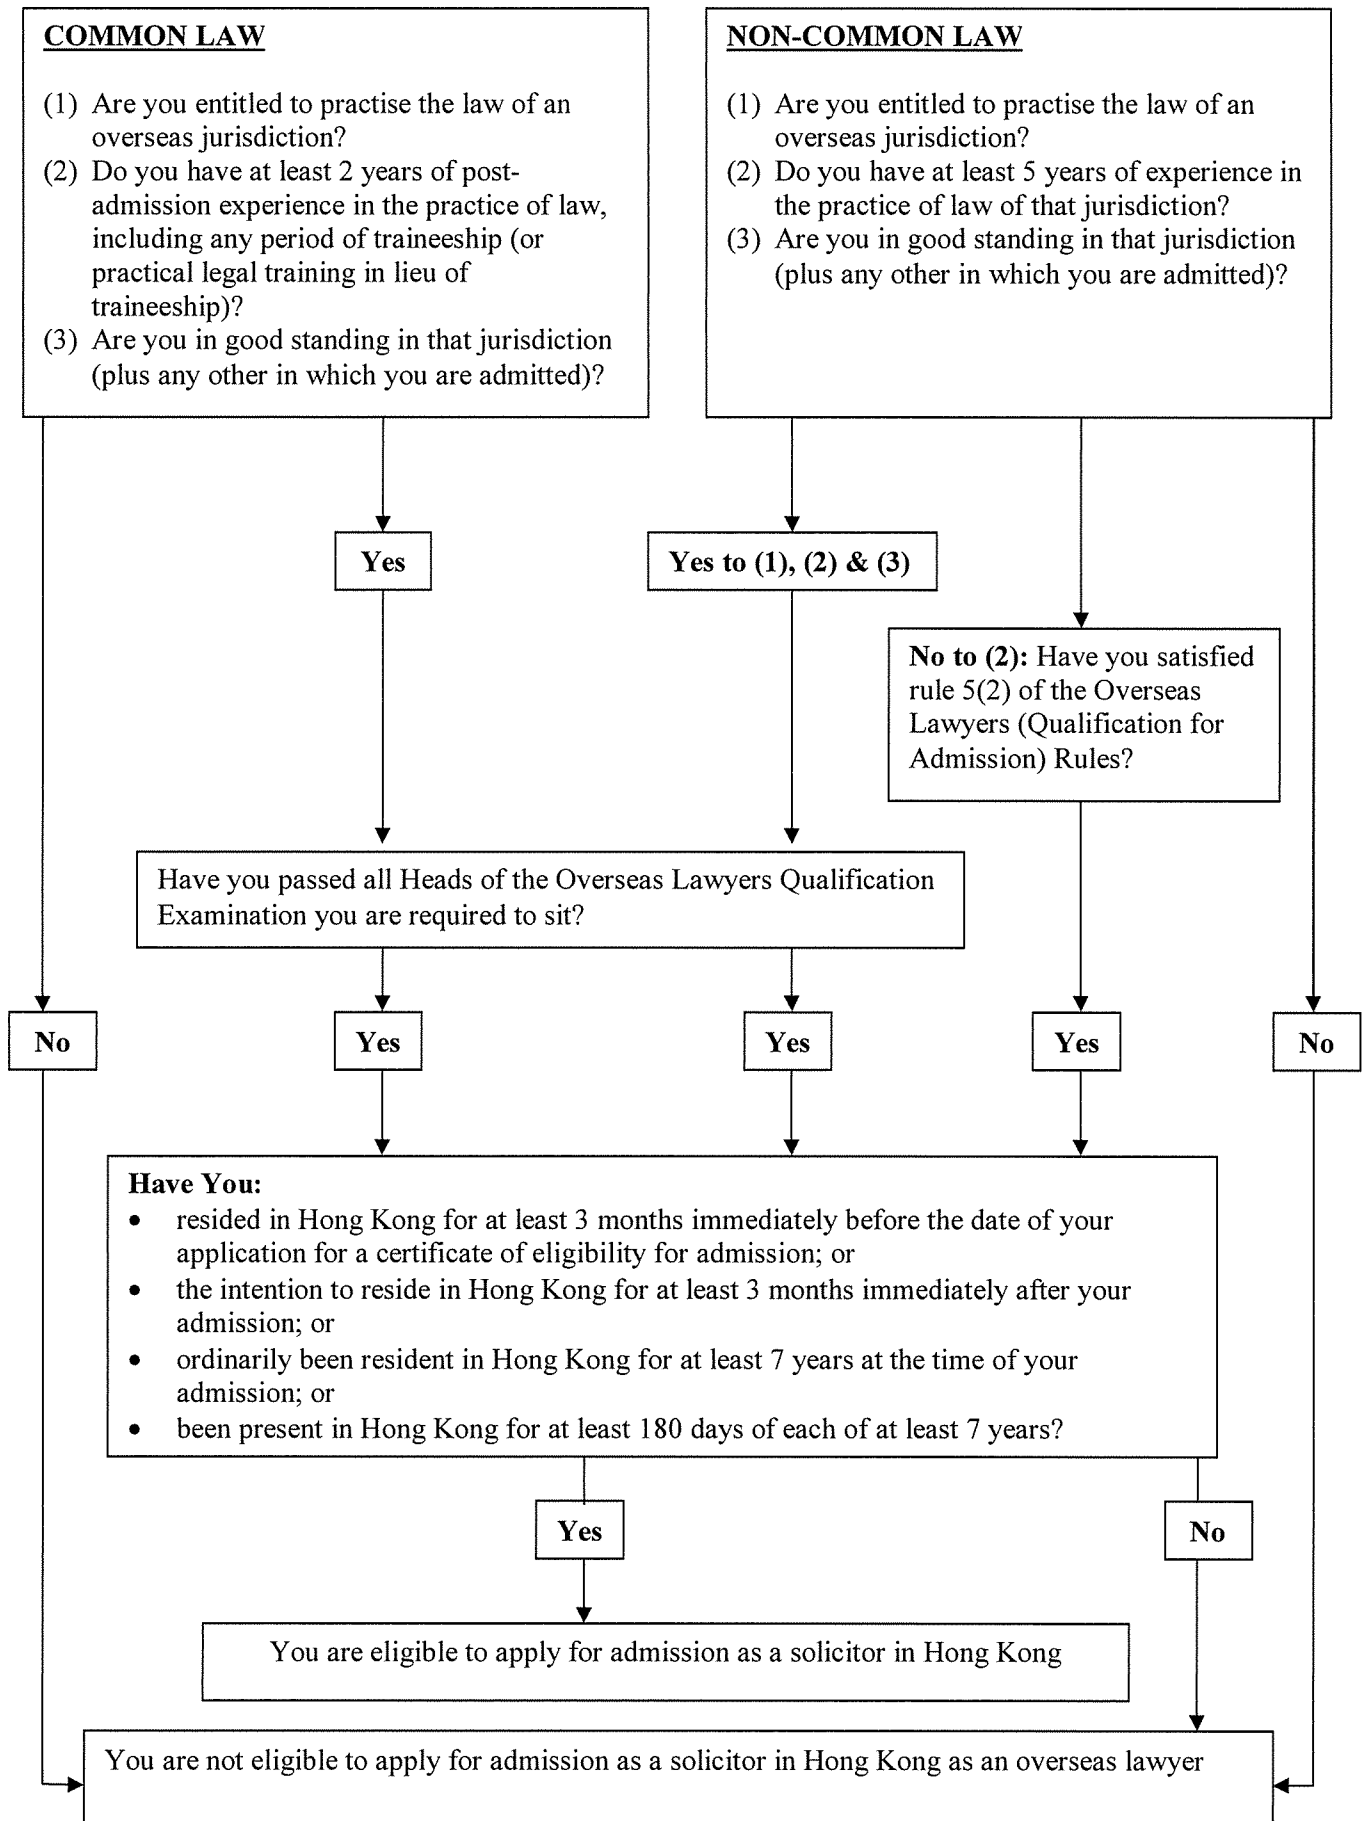 COMMON LAW
(1) Are you entitled to practise the law of an
overseas jurisdiction?
(2) Do you have at least 2 years of post-
admission experience in the practice of law,
including any period of traineeship (or
practical legal training in lieu of
traineeship)?
(3) Are you in good standing in that jurisdiction
(plus any other in which you are admitted)?
NON-COMMON LAW
(1) Are you entitled to practise the law of an
overseas jurisdiction?
(2) Do you have at least 5 years of experience in
the practice of law of that jurisdiction?
(3) Are you in good standing in that jurisdiction
(plus any other in which you are admitted)?
Yes
Yes to (1), (2) & (3)
No to (2): Have you satisfied
rule 5(2) of the Overseas
Lawyers (Qualification for
Admission) Rules?
Have you passed all Heads of the Overseas Lawyers Qualification
Examination you are required to sit?
No
Yes
Yes
Yes
No
Have You:
• resided in Hong Kong for at least 3 months immediately before the date of your
application for a certificate of eligibility for admission; or
• the intention to reside in Hong Kong for at least 3 months immediately after your
admission; or
• ordinarily been resident in Hong Kong for at least 7 years at the time of your
admission; or
• been present in Hong Kong for at least 180 days of each of at least 7 years?
Yes
No
You are eligible to apply for admission as a solicitor in Hong Kong
You are not eligible to apply for admission as a solicitor in Hong Kong as an overseas lawyer